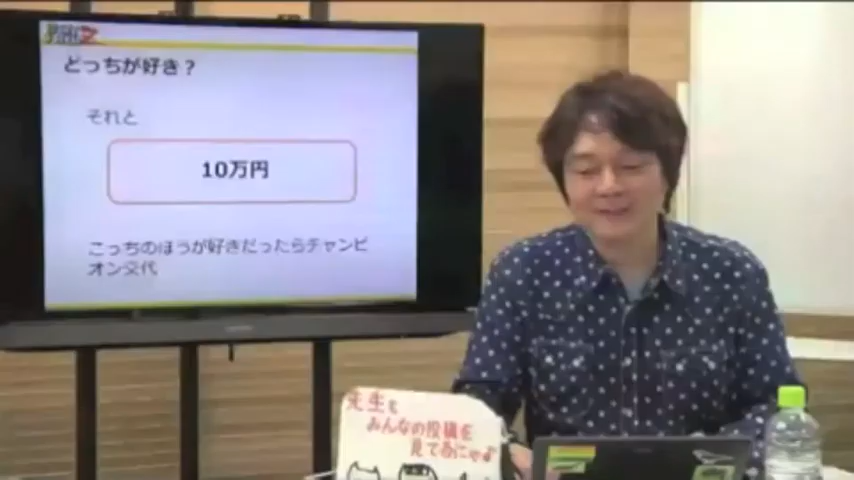 どっちが好き？
それと
10万円
こっちのほうが好きだったらチャンピ
オン交代
先生も
みんなの投稿を
見てるにゃよ